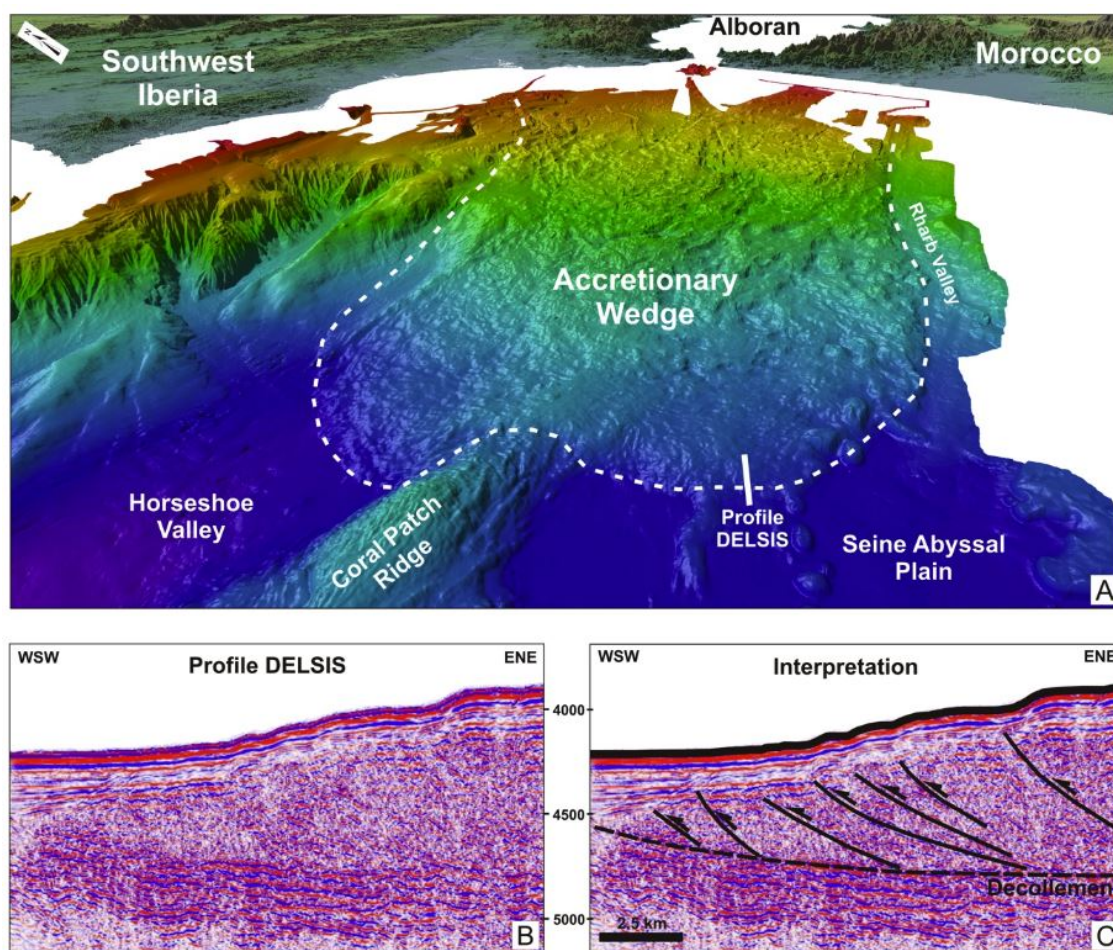 Alboran
Southwest
Iberia
Morocco
Rharb Valley
Accretionary
Wedge
Horseshoe
Valley
Coral Patch
Ridge
Profile
DELSIS
Seine Abyssal
Plain
A
WSW
Profile DELSIS
ENE
WSW
Interpretation
ENE
4000
4500
5000
Decollement
2.5 km
B
C